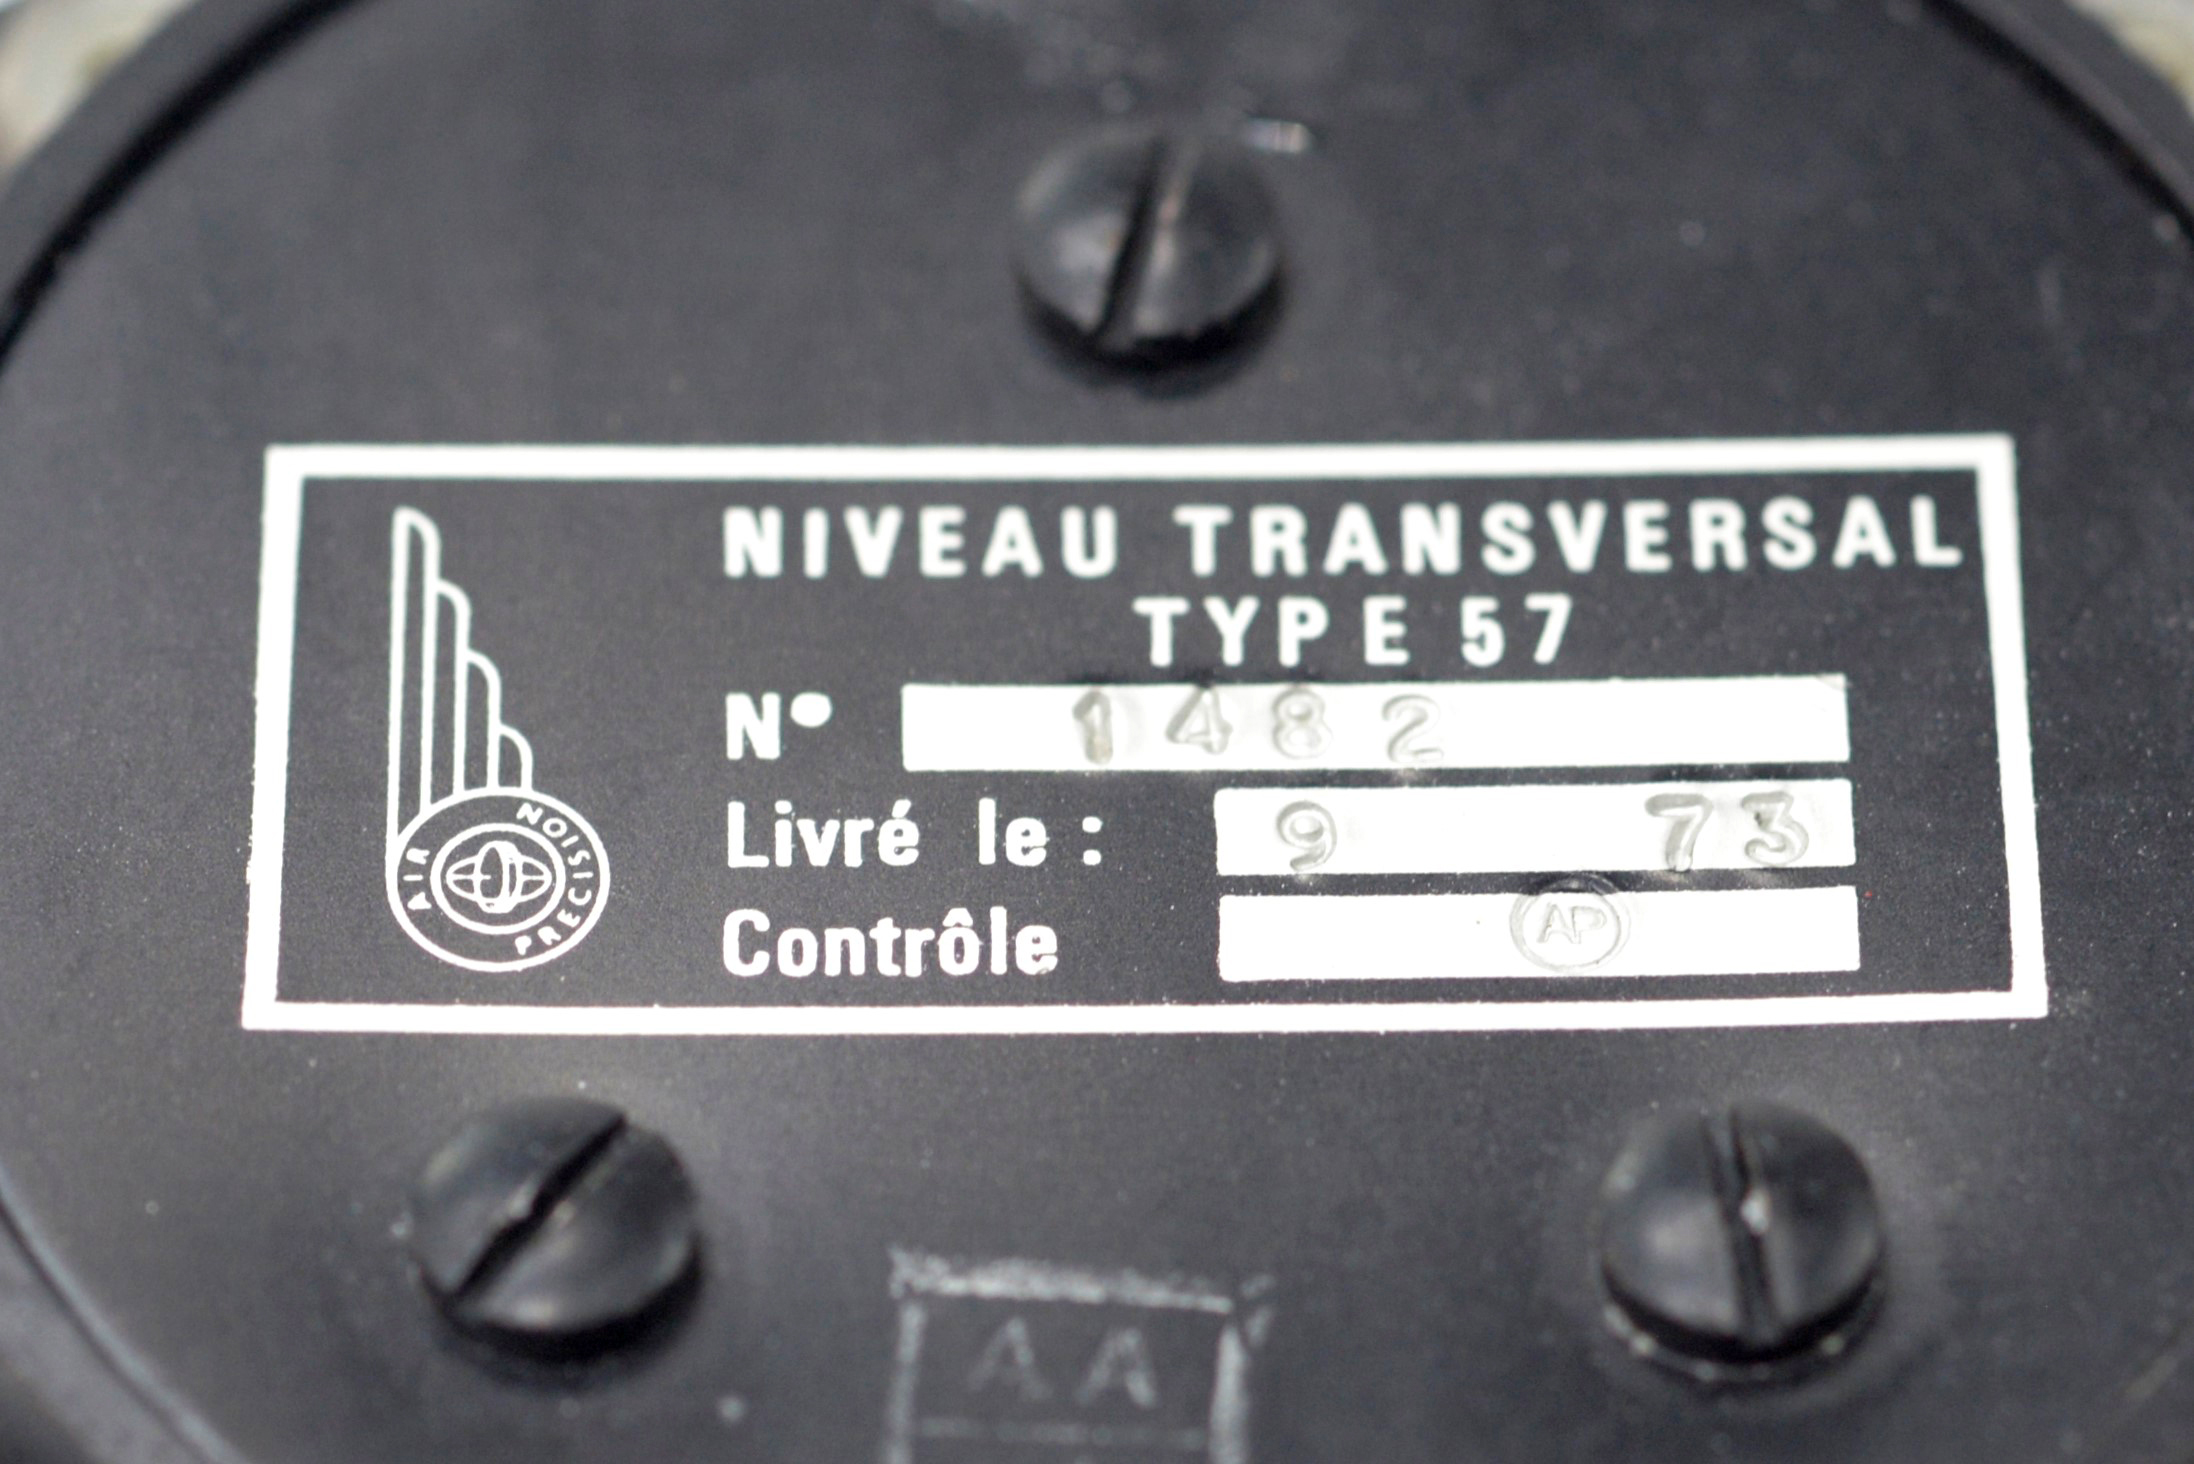 NIVEAU TRANSVERSAL
TYPE 57
N° 1482
Livré le : 9 73
Contrôle AP
AIR PRECISION
AA